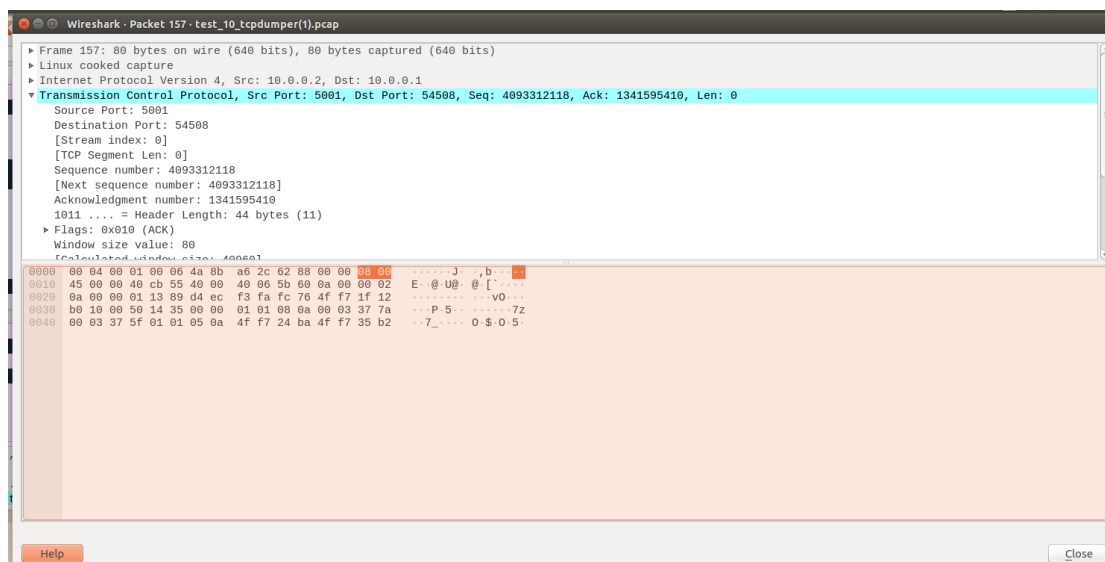 Wireshark · Packet 157 · test_10_tcpdumper(1).pcap
Frame 157: 80 bytes on wire (640 bits), 80 bytes captured (640 bits)
Linux cooked capture
Internet Protocol Version 4, Src: 10.0.0.2, Dst: 10.0.0.1
Transmission Control Protocol, Src Port: 5001, Dst Port: 54508, Seq: 4093312118, Ack: 1341595410, Len: 0
Source Port: 5001
Destination Port: 54508
[Stream index: 0]
[TCP Segment Len: 0]
Sequence number: 4093312118
[Next sequence number: 4093312118]
Acknowledgment number: 1341595410
1011 .... = Header Length: 44 bytes (11)
Flags: 0x010 (ACK)
Window size value: 80
[Calculated window size: 40960]
0000 00 04 00 01 00 06 4a 8b a6 2c 62 88 00 00 08 00 ······J· ·,b·····
0010 45 00 00 40 cb 55 40 00 40 06 5b 60 0a 00 00 02 E··@·U@· @·[`····
0020 0a 00 00 01 13 89 d4 ec f3 fa fc 76 4f f7 1f 12 ········ ···vO···
0030 b0 10 00 50 14 35 00 00 01 01 08 0a 00 03 37 7a ···P·5·· ······7z
0040 00 03 37 5f 01 01 05 0a 4f f7 24 ba 4f f7 35 b2 ··7_···· O·$·O·5·
Help
Close